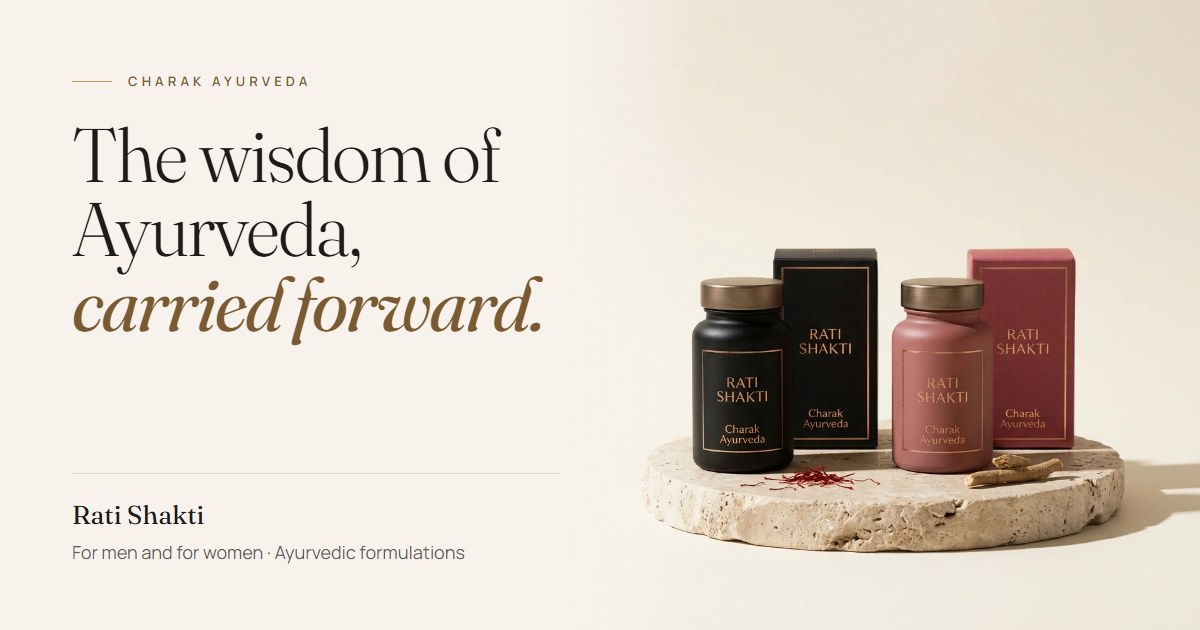 CHARAK AYURVEDA
The wisdom of
Ayurveda,
carried forward.
Rati Shakti
For men and for women · Ayurvedic formulations
RATI
SHAKTI
Charak
Ayurveda
RATI
SHAKTI
Charak
Ayurveda
RATI
SHAKTI
Charak
Ayurveda
RATI
SHAKTI
Charak
Ayurveda